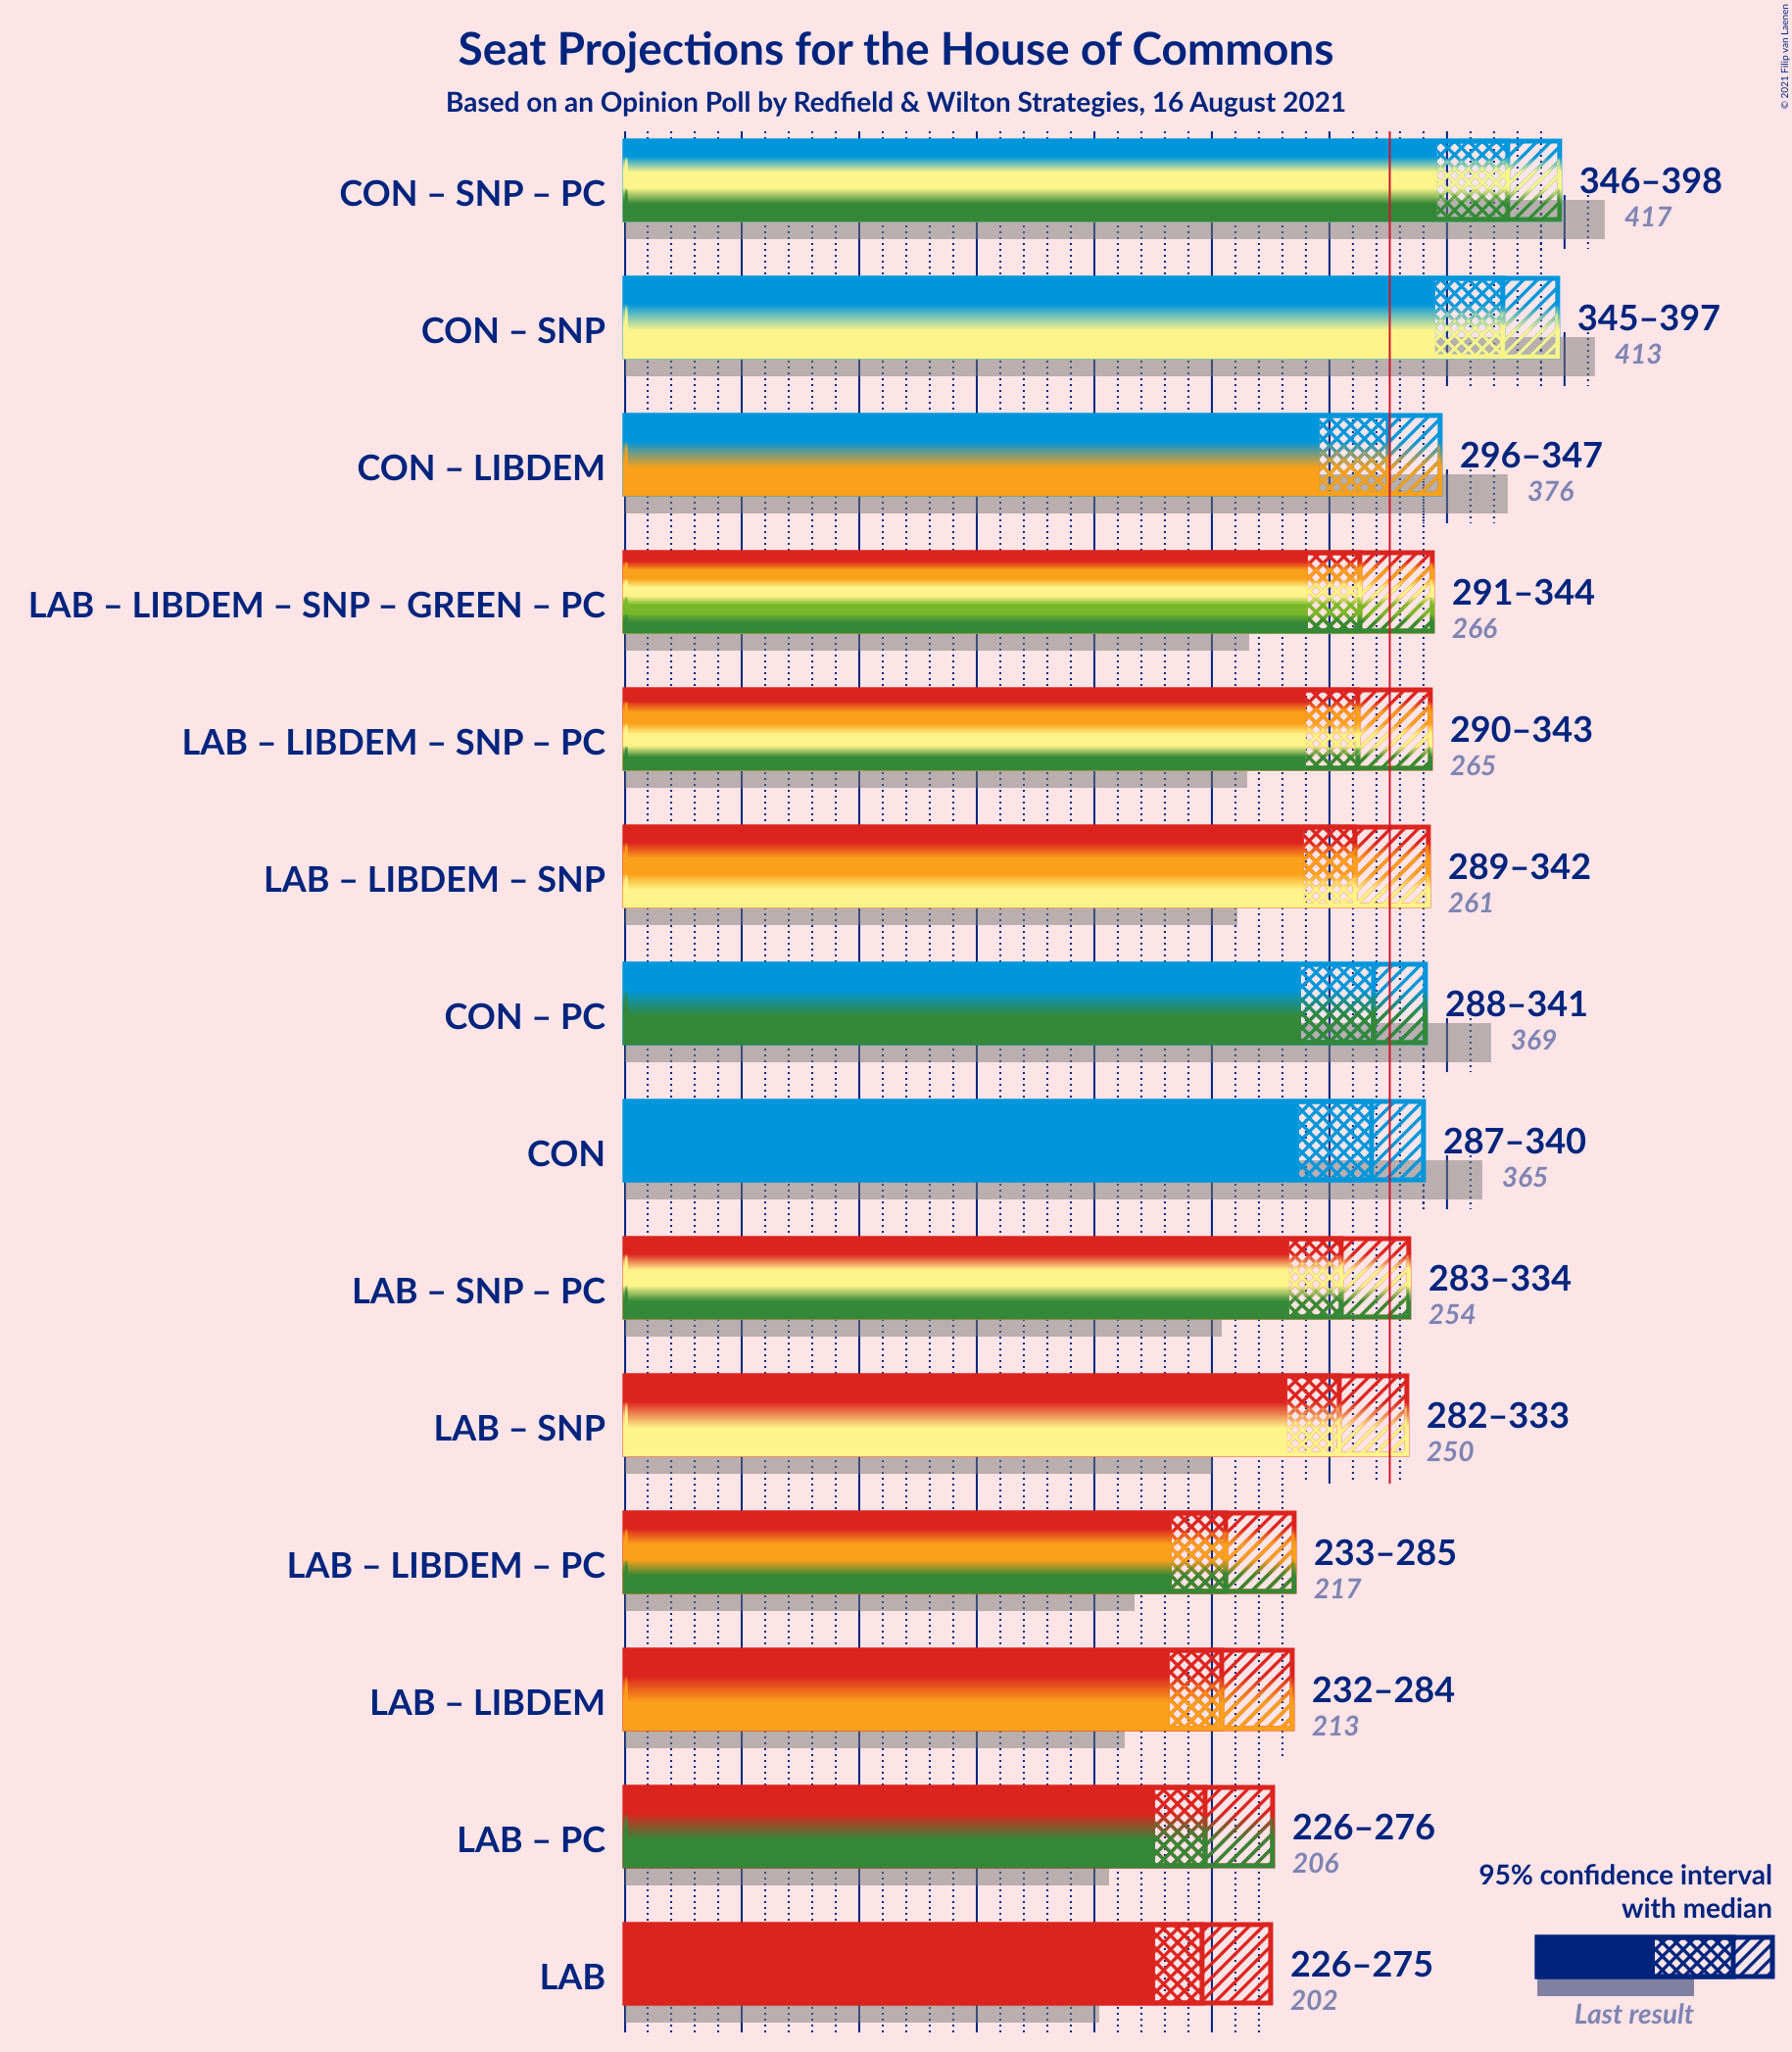 Seat Projections for the House of Commons
Based on an Opinion Poll by Redfield & Wilton Strategies, 16 August 2021
© 2021 Filip van Laenen
CON – SNP – PC
346–398
417
CON – SNP
345–397
413
CON – LIBDEM
296–347
376
LAB – LIBDEM – SNP – GREEN – PC
291–344
266
LAB – LIBDEM – SNP – PC
290–343
265
LAB – LIBDEM – SNP
289–342
261
CON – PC
288–341
369
CON
287–340
365
LAB – SNP – PC
283–334
254
LAB – SNP
282–333
250
LAB – LIBDEM – PC
233–285
217
LAB – LIBDEM
232–284
213
LAB – PC
226–276
206
LAB
226–275
202
95% confidence interval
with median
Last result